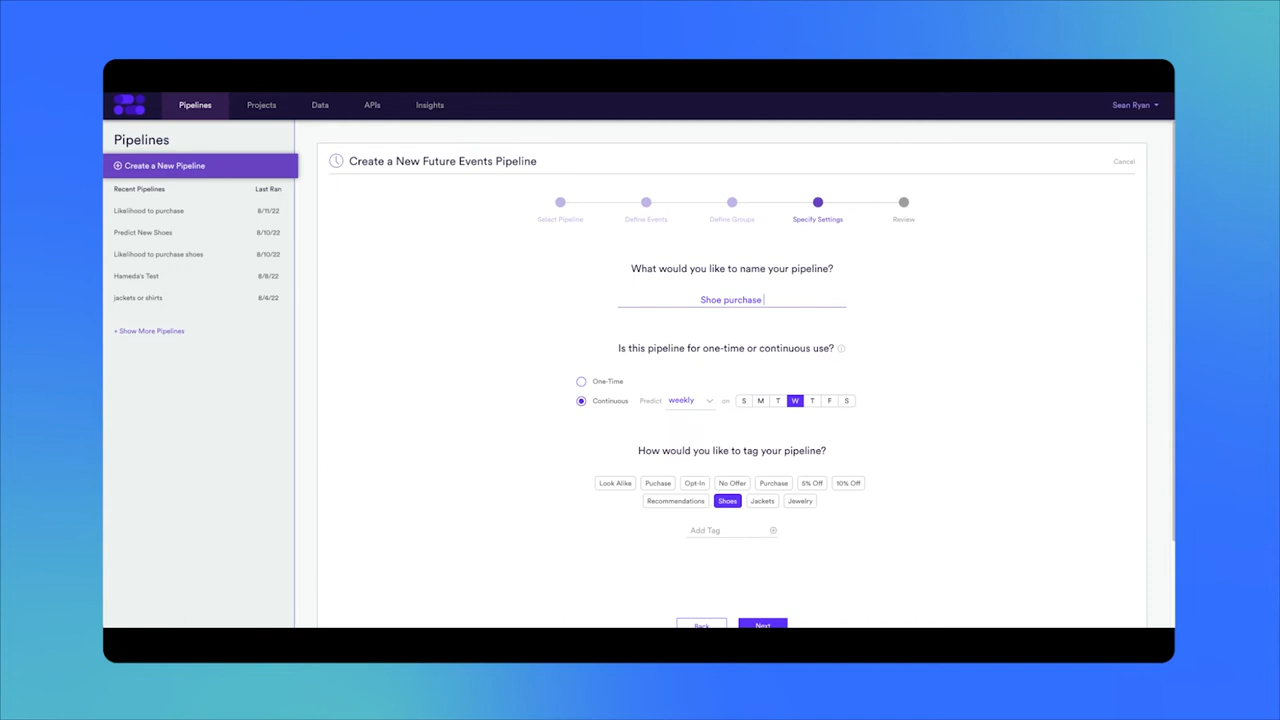 Pipelines Projects Data APIs Insights Sean Ryan
Pipelines
Create a New Pipeline
Recent Pipelines Last Ran
Likelihood to purchase 8/11/22
Predict New Shoes 8/10/22
Likelihood to purchase shoes 8/10/22
Hameda's Test 8/8/22
jackets or shirts 8/4/22
+ Show More Pipelines
Create a New Future Events Pipeline Cancel
Select Pipeline Define Events Define Groups Specify Settings Review
What would you like to name your pipeline?
Shoe purchase
Is this pipeline for one-time or continuous use?
One-Time
Continuous Predict weekly on S M T W T F S
How would you like to tag your pipeline?
Look Alike Puchase Opt-In No Offer Purchase 5% Off 10% Off
Recommendations Shoes Jackets Jewelry
Add Tag
Back Next